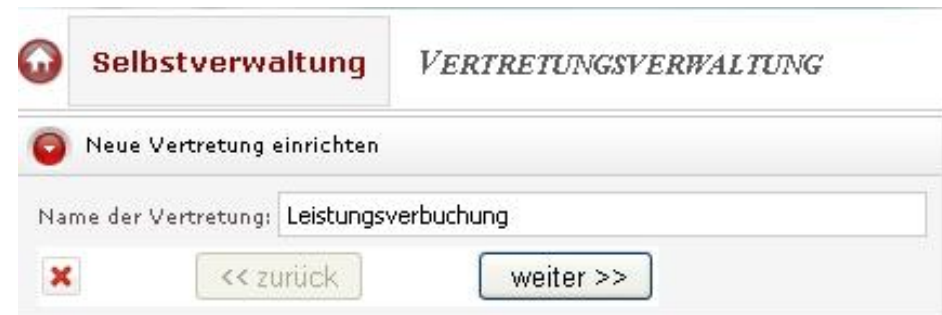 Selbstverwaltung VERTRETUNGSVERWALTUNG
Neue Vertretung einrichten
Name der Vertretung: Leistungsverbuchung
<< zurück weiter >>